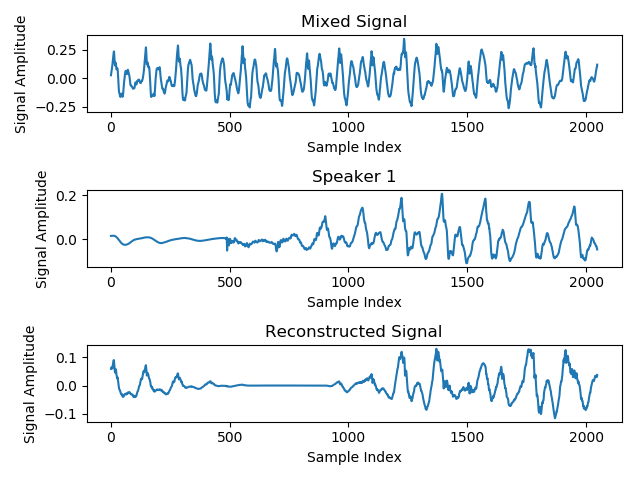 Mixed Signal
Signal Amplitude
0.25
0.00
−0.25
0 500 1000 1500 2000
Sample Index
Speaker 1
Signal Amplitude
0.2
0.0
0 500 1000 1500 2000
Sample Index
Reconstructed Signal
Signal Amplitude
0.1
0.0
−0.1
0 500 1000 1500 2000
Sample Index